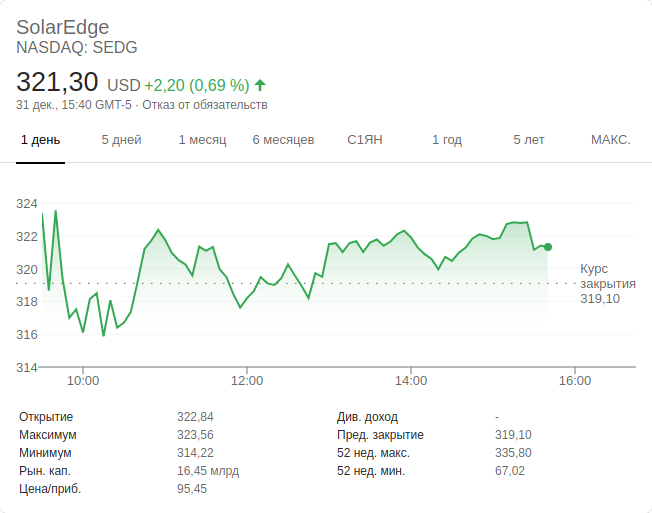 SolarEdge
NASDAQ: SEDG
321,30 USD +2,20 (0,69 %)
31 дек., 15:40 GMT-5 · Отказ от обязательств
1 день 5 дней 1 месяц 6 месяцев С1ЯН 1 год 5 лет МАКС.
324
322
320
318
316
314
Курс
закрытия
319,10
10:00 12:00 14:00 16:00
Открытие 322,84
Максимум 323,56
Минимум 314,22
Рын. кап. 16,45 млрд
Цена/приб. 95,45
Див. доход -
Пред. закрытие 319,10
52 нед. макс. 335,80
52 нед. мин. 67,02